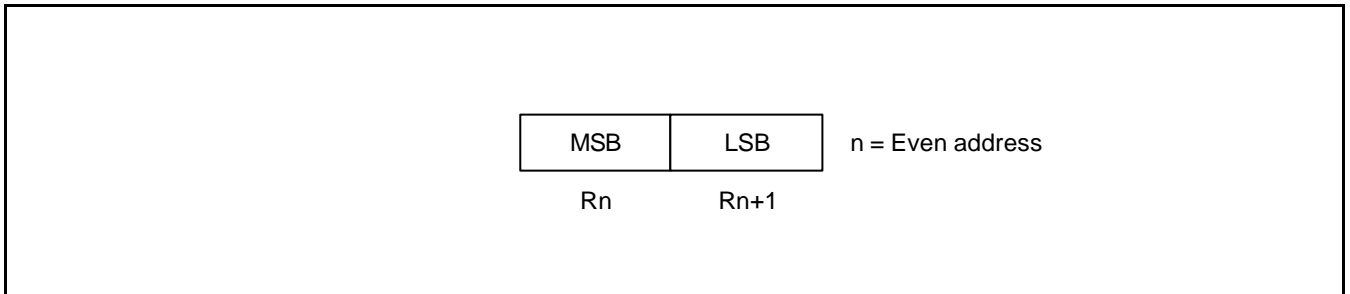 MSB LSB n = Even address
Rn Rn+1